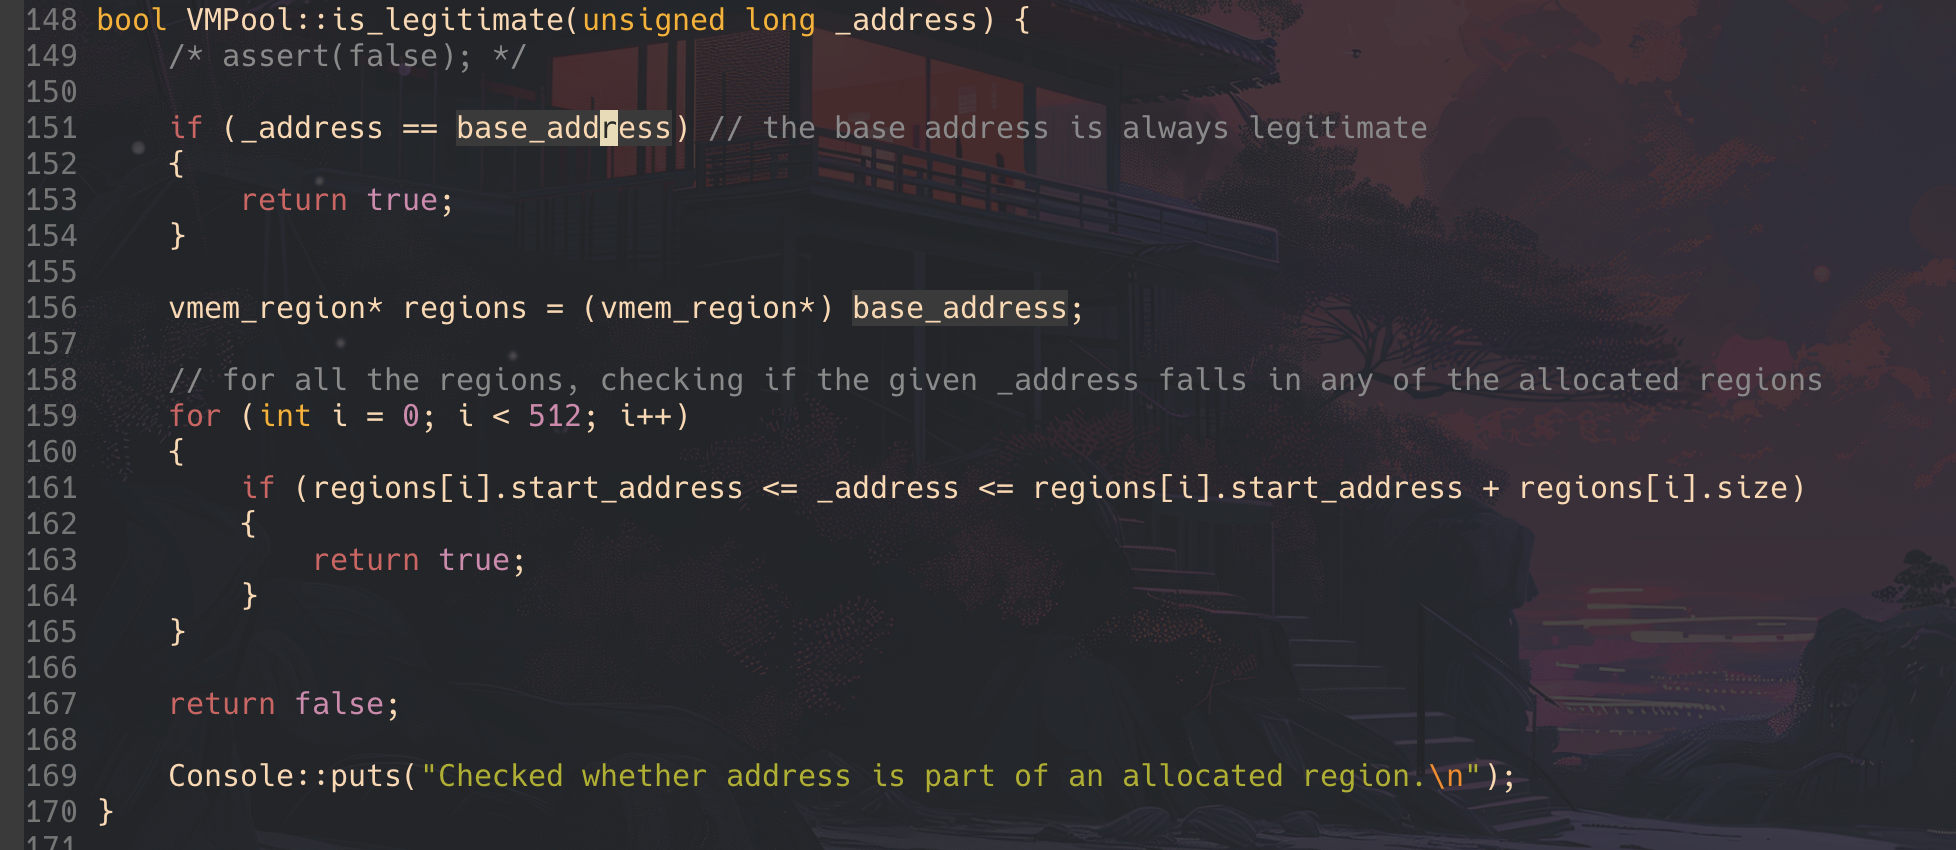 148 bool VMPool::is_legitimate(unsigned long _address) {
149     /* assert(false); */
150
151     if (_address == base_address) // the base address is always legitimate
152     {
153         return true;
154     }
155
156     vmem_region* regions = (vmem_region*) base_address;
157
158     // for all the regions, checking if the given _address falls in any of the allocated regions
159     for (int i = 0; i < 512; i++)
160     {
161         if (regions[i].start_address <= _address <= regions[i].start_address + regions[i].size)
162         {
163             return true;
164         }
165     }
166
167     return false;
168
169     Console::puts("Checked whether address is part of an allocated region.\n");
170 }
171